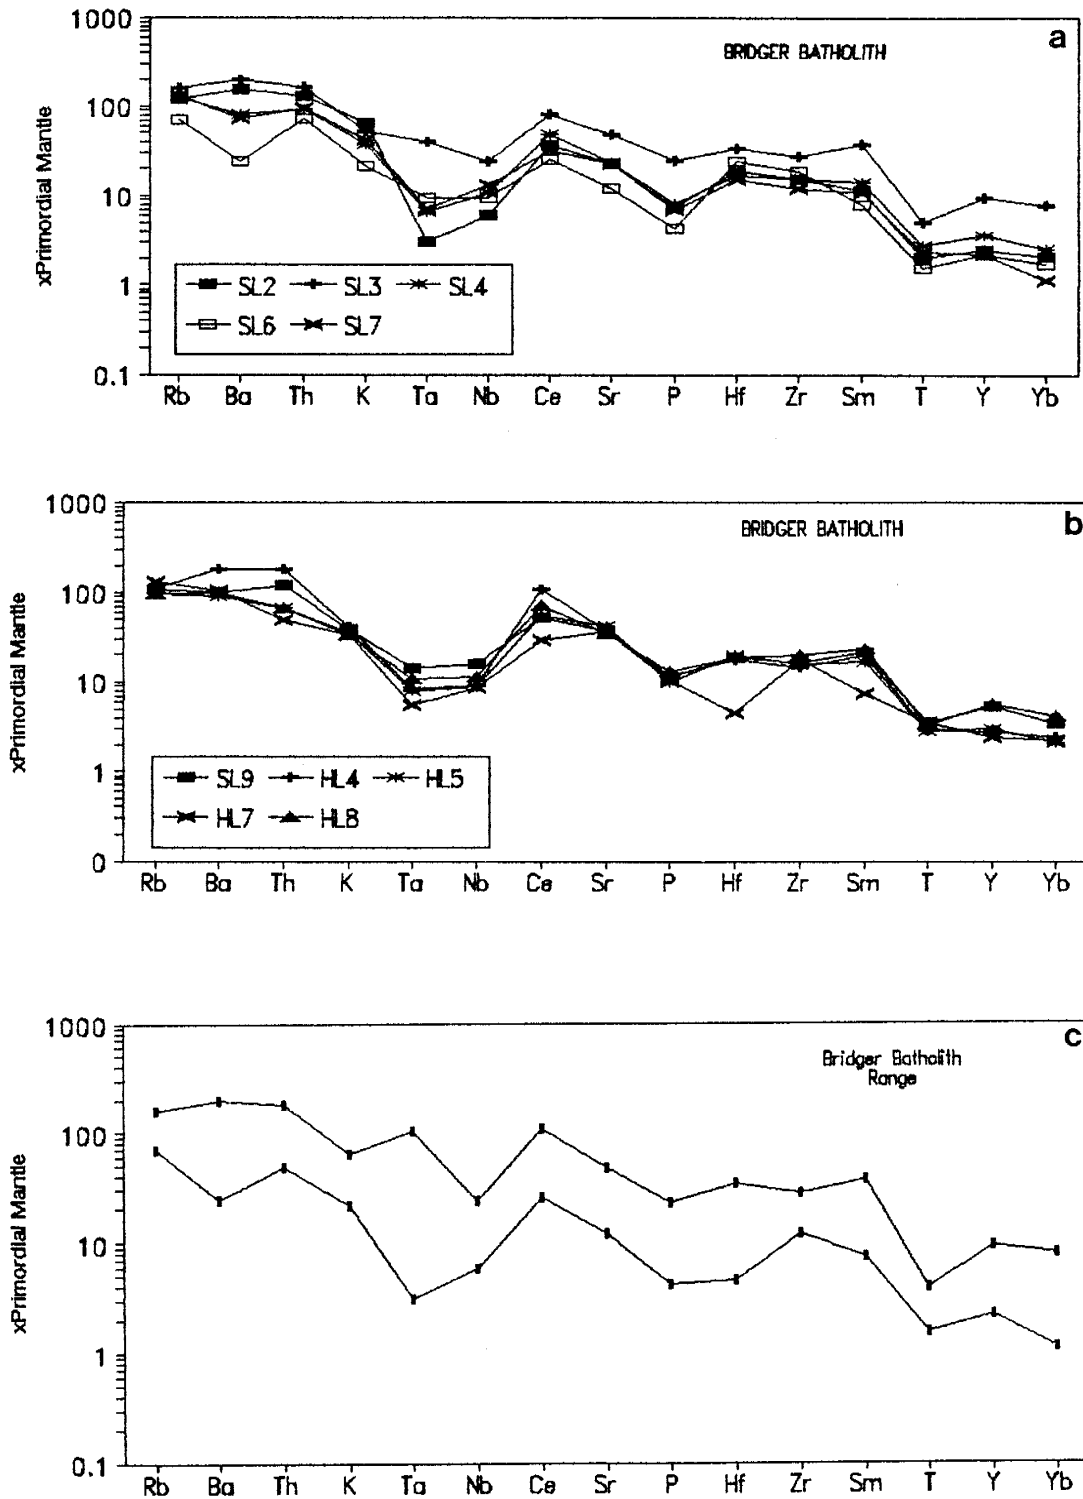 a
BRIDGER BATHOLITH
1000
100
10
1
0.1
xPrimordial Mantle
SL2 SL3 SL4
SL6 SL7
Rb Ba Th K Ta Nb Ce Sr P Hf Zr Sm T Y Yb
b
BRIDGER BATHOLITH
1000
100
10
1
0
xPrimordial Mantle
SL9 HL4 HL5
HL7 HL8
Rb Ba Th K Ta Nb Ce Sr P Hf Zr Sm T Y Yb
c
Bridger Batholith
Range
1000
100
10
1
0.1
xPrimordial Mantle
Rb Ba Th K Ta Nb Ce Sr P Hf Zr Sm T Y Yb